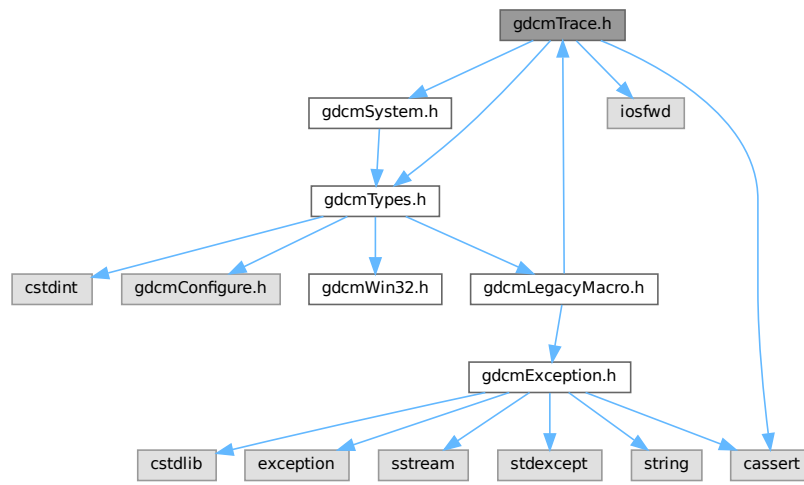 gdcmTrace.h
gdcmSystem.h
iosfwd
gdcmTypes.h
cstdint
gdcmConfigure.h
gdcmWin32.h
gdcmLegacyMacro.h
gdcmException.h
cstdlib
exception
sstream
stdexcept
string
cassert